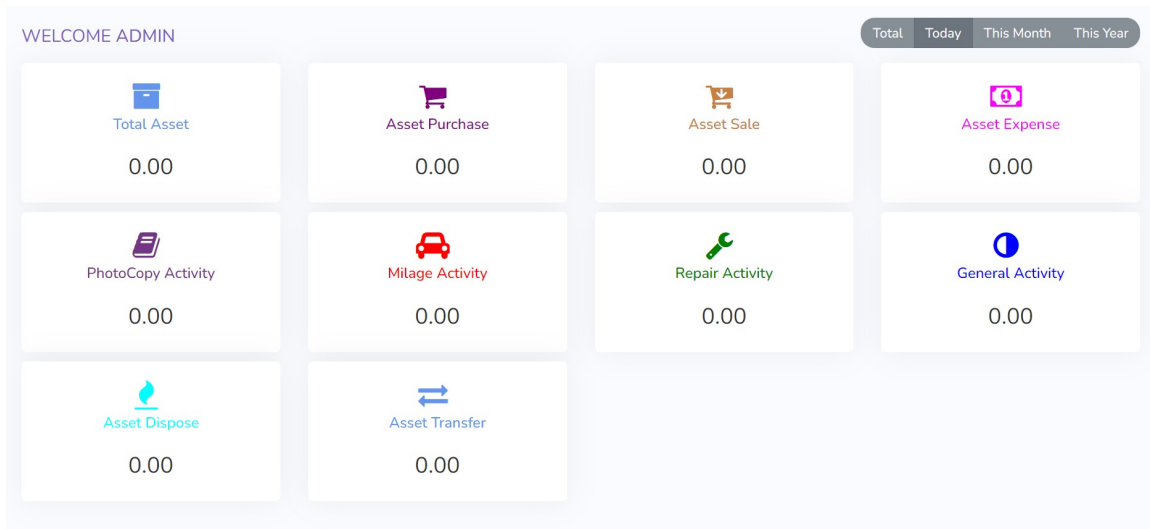 WELCOME ADMIN
Total Today This Month This Year
Total Asset
0.00
Asset Purchase
0.00
Asset Sale
0.00
Asset Expense
0.00
PhotoCopy Activity
0.00
Milage Activity
0.00
Repair Activity
0.00
General Activity
0.00
Asset Dispose
0.00
Asset Transfer
0.00